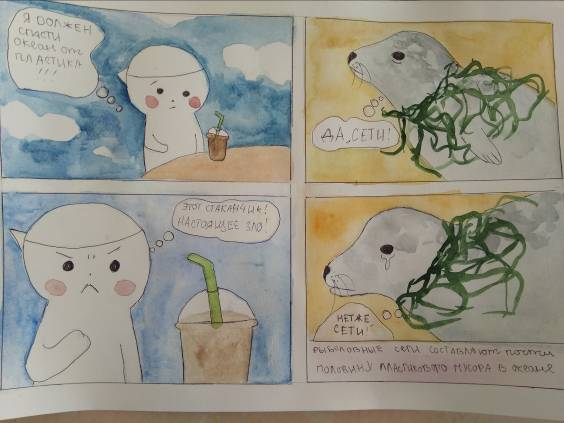 Я ДОЛЖЕН
СПАСТИ
ОКЕАН ОТ
ПЛАСТИКА
!!!
ДА, СЕТИ!
ЭТОТ СТАКАНЧИК!
НАСТОЯЩЕЕ ЗЛО!
НЕТ ЖЕ
СЕТИ!
РЫБОЛОВНЫЕ СЕТИ СОСТАВЛЯЮТ ПОЧТИ
ПОЛОВИНУ ПЛАСТИКОВОГО МУСОРА В ОКЕАНЕ